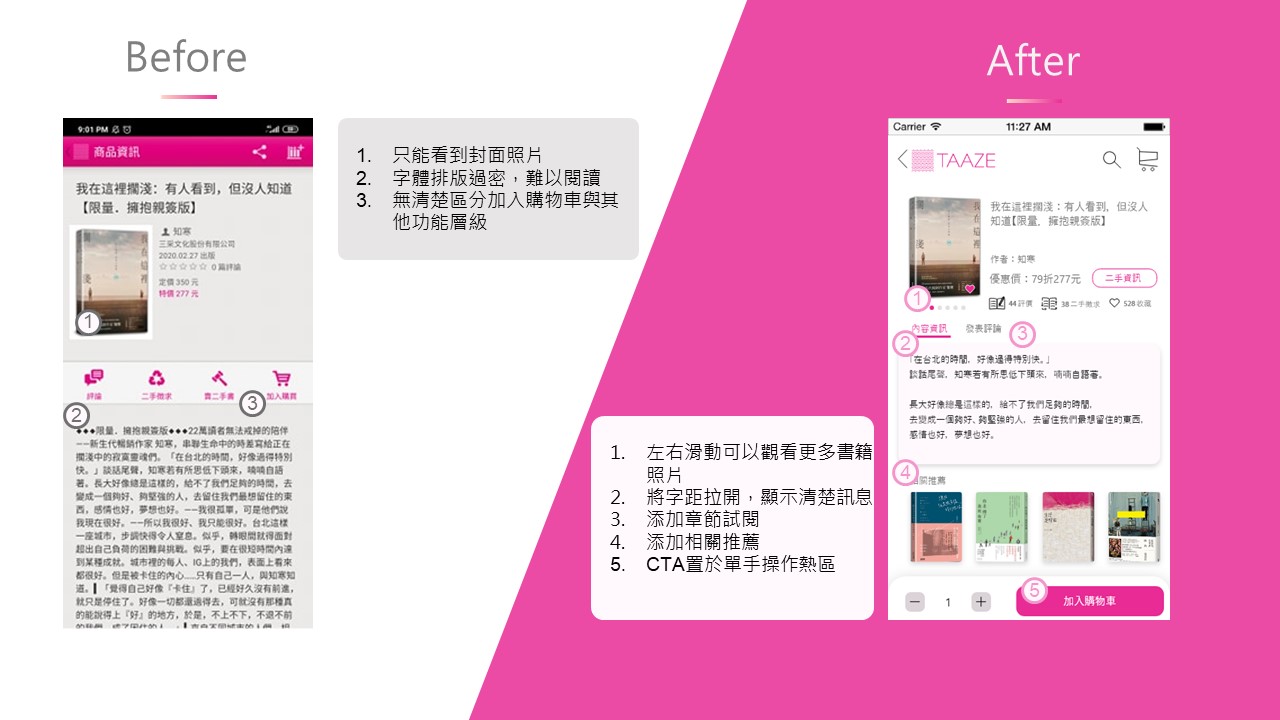 Before
After
9:01 PM
商品資訊
我在這裡擱淺：有人看到，但沒人知道
【限量．擁抱親簽版】
知寒
三采文化股份有限公司
2020.02.27 出版
☆☆☆☆☆ 0 篇評論
定價 350 元
特價 277 元
1
評論
二手徵求
賣二手書
加入購買
2
3
◆◆◆限量．擁抱親簽版◆◆◆22萬讀者無法戒掉的陪伴
──新生代暢銷作家 知寒，串聯生命中的時差寫給正在
擱淺中的寂寞靈魂們。「在台北的時間，好像過得特別
快。」談話尾聲，知寒若有所思低下頭來，喃喃自語
著。長大好像總是這樣的，給不了我們足夠的時間，去
變成一個夠好、夠堅強的人，去留住我們最想留住的東
西，感情也好，夢想也好。──我很孤單，可是他們說
我現在很好。──所以我很好、我只能很好。台北這樣
一座城市，步調快得令人窒息。似乎，轉眼間就得面對
超出自己負荷的困難與挑戰。似乎，要在很短時間內達
到某種成就。城市裡的每人、IG上的我們，表面上看來
都很好。但是被卡住的內心……只有自己一人，與知寒知
道。▌「覺得自己好像『卡住』了，已經好久沒有前進，
就只是停住了。好像一切都還過得去，可就沒有那種真
的能說得上『好』的地方，於是，不上不下，不退不前
1. 只能看到封面照片
2. 字體排版過密，難以閱讀
3. 無清楚區分加入購物車與其
他功能層級
1. 左右滑動可以觀看更多書籍
照片
2. 將字距拉開，顯示清楚訊息
3. 添加章節試閱
4. 添加相關推薦
5. CTA置於單手操作熱區
Carrier
11:27 AM
TAAZE
我在這裡擱淺：有人看到，但沒人
知道【限量．擁抱親簽版】
作者：知寒
優惠價：79折277元
二手資訊
1
44 評價
38 二手徵求
528 收藏
內容資訊
發表評論
3
2
「在台北的時間，好像過得特別快。」
談話尾聲，知寒若有所思低下頭來，喃喃自語著。
長大好像總是這樣的，給不了我們足夠的時間，
去變成一個夠好、夠堅強的人，去留住我們最想留住的東西，
感情也好，夢想也好。
4
相關推薦
1
5
加入購物車